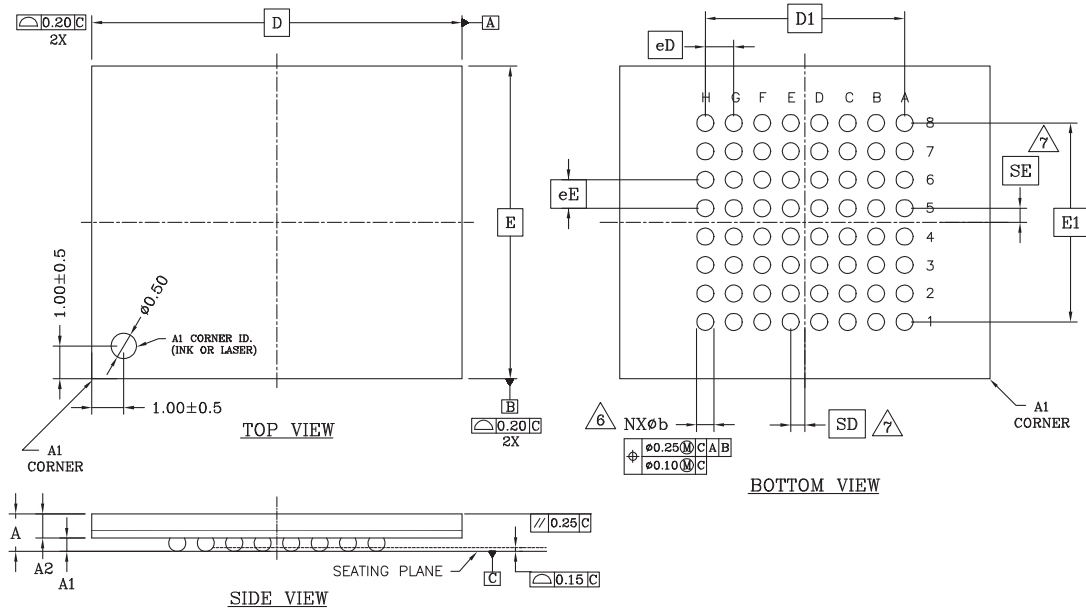 ⌓ 0.20 C
2X
D
A
E
1.00±0.5
ø0.50
A1 CORNER ID.
(INK OR LASER)
1.00±0.5
B
⌓ 0.20 C
2X
TOP VIEW
A1
CORNER
D1
eD
H G F E D C B A
8
7
6
5
4
3
2
1
7
SE
eE
E1
6 NXøb
SD 7
⌖ ø0.25 Ⓜ C A B
ø0.10 Ⓜ C
A1
CORNER
BOTTOM VIEW
A
A2
A1
// 0.25 C
SEATING PLANE
C
⌓ 0.15 C
SIDE VIEW